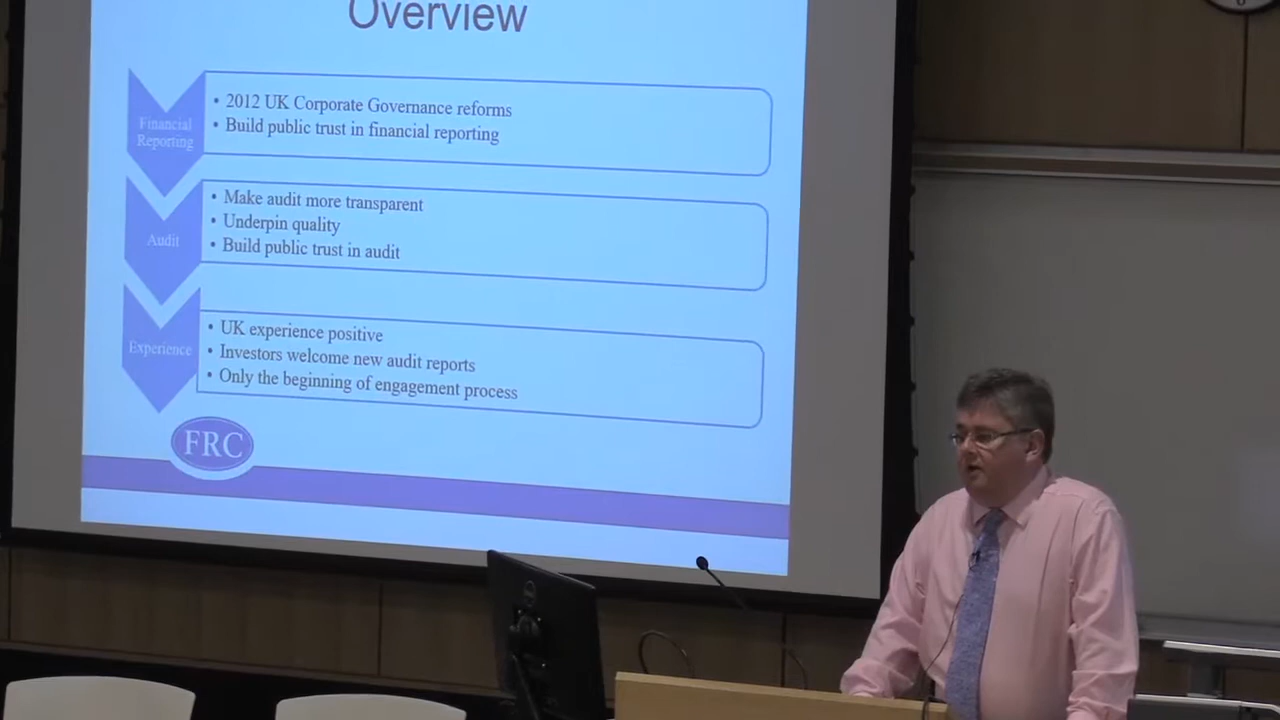 Overview
Financial
Reporting
• 2012 UK Corporate Governance reforms
• Build public trust in financial reporting
Audit
• Make audit more transparent
• Underpin quality
• Build public trust in audit
Experience
• UK experience positive
• Investors welcome new audit reports
• Only the beginning of engagement process
FRC